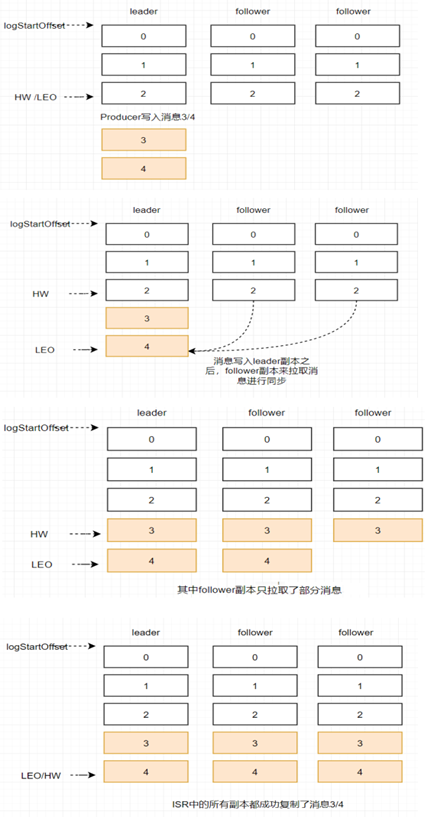 leader follower follower
logStartOffset 0 0 0
1 1 1
HW /LEO 2 2 2
Producer写入消息3/4
3
4
leader follower follower
logStartOffset 0 0 0
1 1 1
HW 2 2 2
3
LEO 4
消息写入leader副本之
后，follower副本来拉取消
息进行同步
leader follower follower
logStartOffset 0 0 0
1 1 1
2 2 2
HW 3 3 3
LEO 4 4
其中follower副本只拉取了部分消息
leader follower follower
logStartOffset 0 0 0
1 1 1
2 2 2
3 3 3
LEO/HW 4 4 4
ISR中的所有副本都成功复制了消息3/4